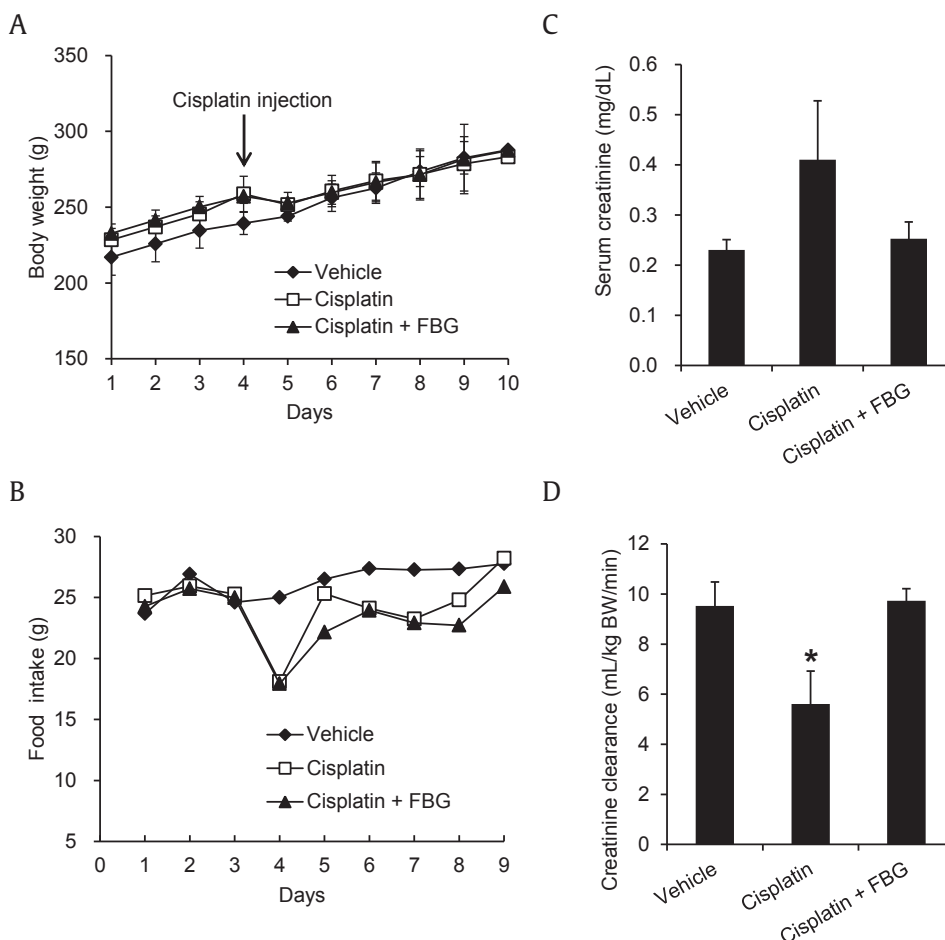 A
350
300
250
200
150
Body weight (g)
Cisplatin injection
Vehicle
Cisplatin
Cisplatin + FBG
1 2 3 4 5 6 7 8 9 10
Days
B
30
25
20
15
10
5
Food intake (g)
Vehicle
Cisplatin
Cisplatin + FBG
0 1 2 3 4 5 6 7 8 9
Days
C
0.6
0.5
0.4
0.3
0.2
0.1
0.0
Serum creatinine (mg/dL)
Vehicle
Cisplatin
Cisplatin + FBG
D
12
10
8
6
4
2
0
Creatinine clearance (mL/kg BW/min)
*
Vehicle
Cisplatin
Cisplatin + FBG